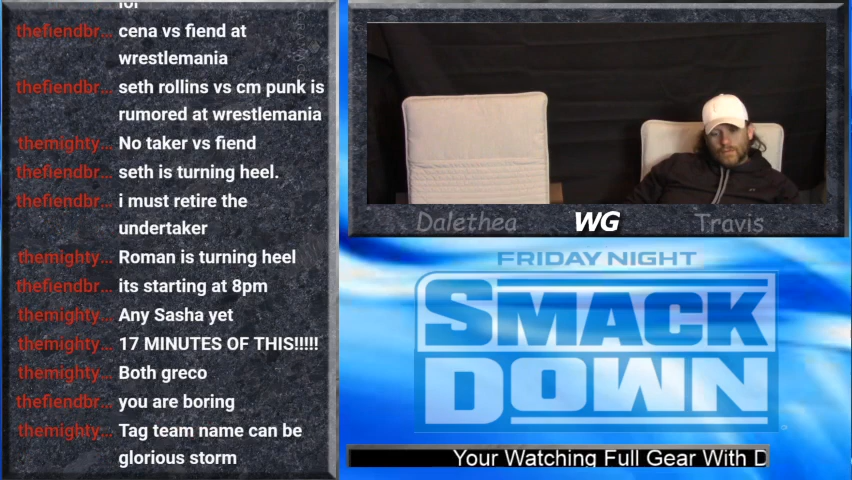 thefiendbr... cena vs fiend at
wrestlemania
thefiendbr... seth rollins vs cm punk is
rumored at wrestlemania
themighty... No taker vs fiend
thefiendbr... seth is turning heel.
thefiendbr... i must retire the
undertaker
themighty... Roman is turning heel
thefiendbr... its starting at 8pm
themighty... Any Sasha yet
themighty... 17 MINUTES OF THIS!!!!!
themighty... Both greco
thefiendbr... you are boring
themighty... Tag team name can be
glorious storm
Dalethea WG Travis
FRIDAY NIGHT
SMACK
DOWN
Your Watching Full Gear With D